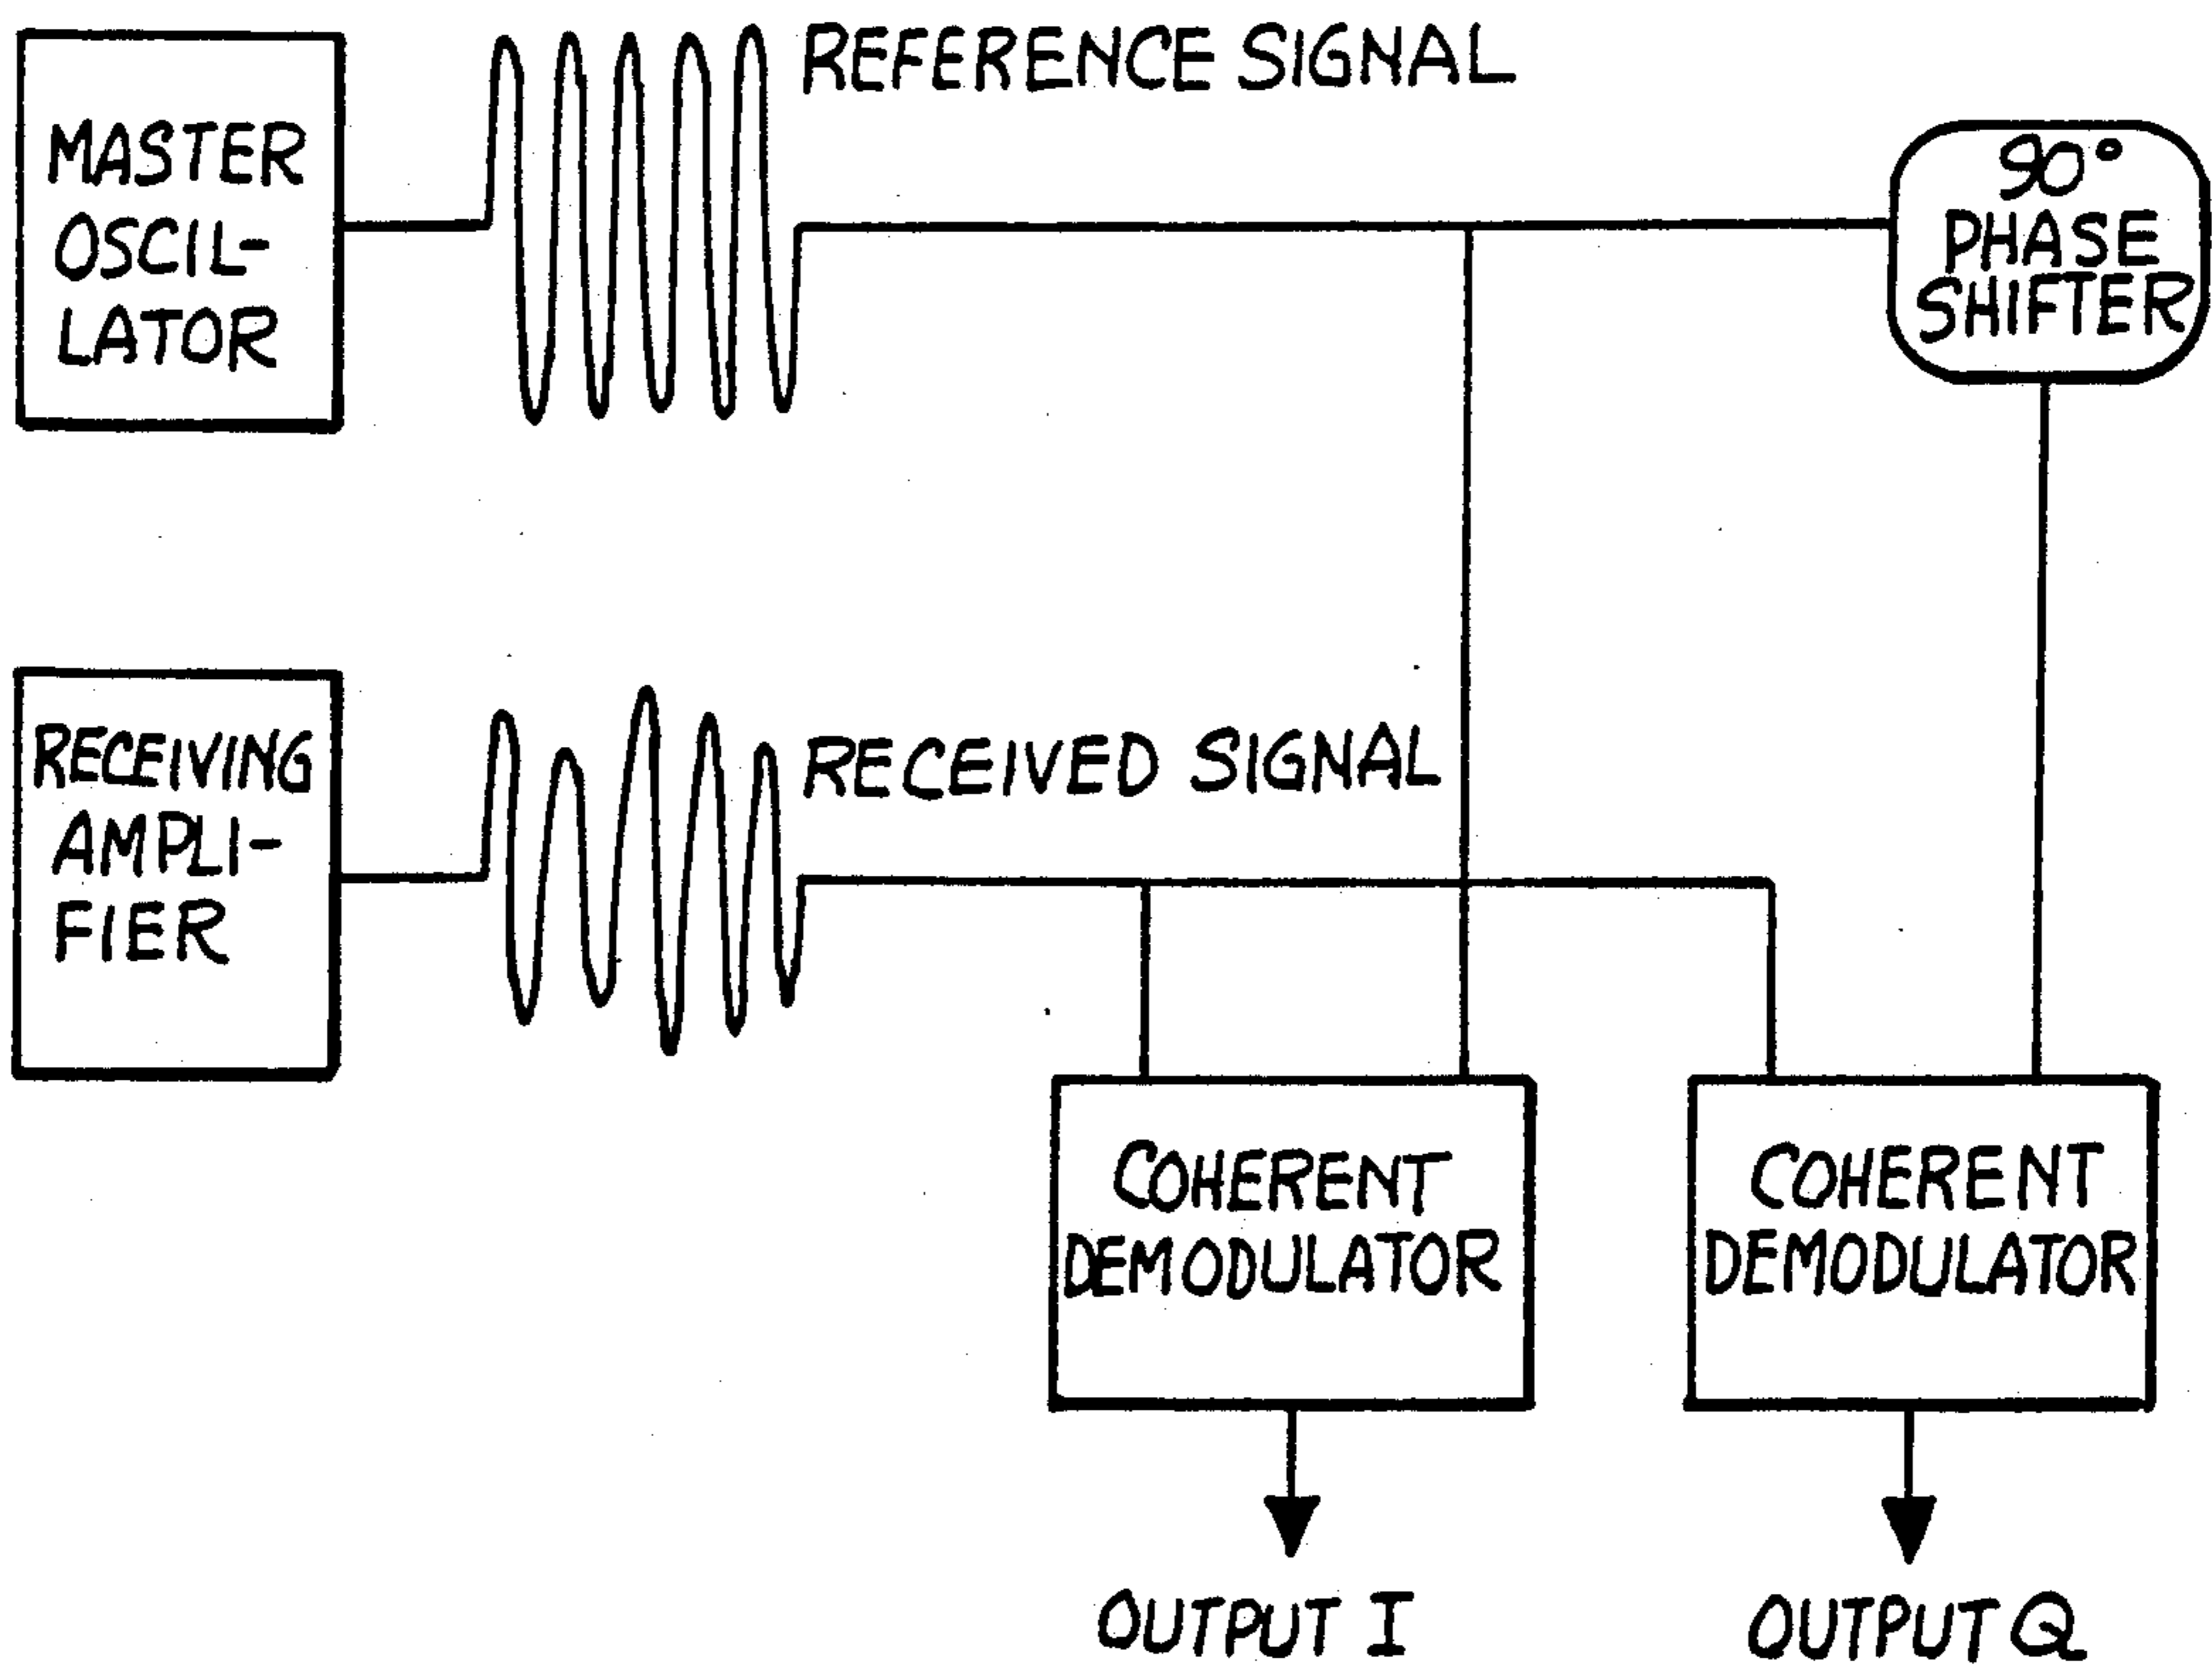 MASTER
OSCIL-
LATOR
REFERENCE SIGNAL
90°
PHASE
SHIFTER
RECEIVING
AMPLI-
FIER
RECEIVED SIGNAL
COHERENT
DEMODULATOR
COHERENT
DEMODULATOR
OUTPUT I
OUTPUT Q